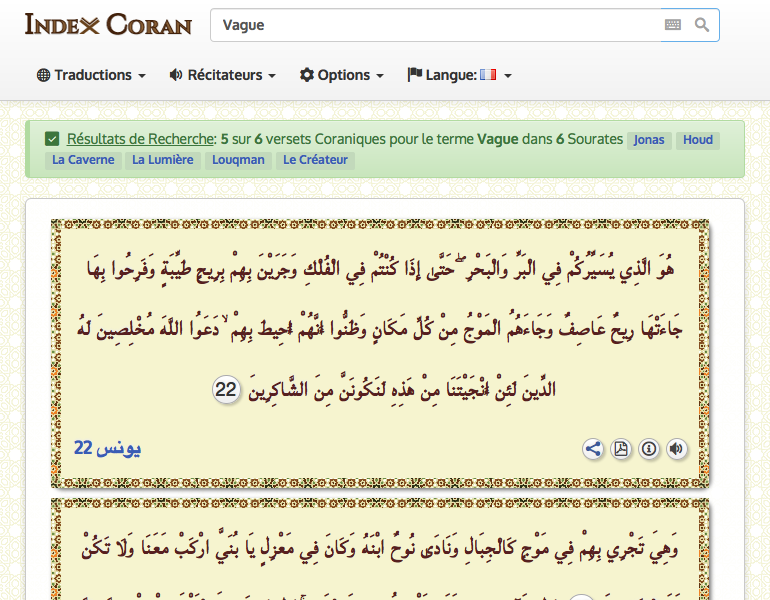 INDEX CORAN
Vague
Traductions Récitateurs Options Langue:
Résultats de Recherche: 5 sur 6 versets Coraniques pour le terme Vague dans 6 Sourates Jonas Houd
La Caverne La Lumière Louqman Le Créateur
هُوَ الَّذِي يُسَيِّرُكُمْ فِي الْبَرِّ وَالْبَحْرِ ۖ حَتَّىٰ إِذَا كُنْتُمْ فِي الْفُلْكِ وَجَرَيْنَ بِهِمْ بِرِيحٍ طَيِّبَةٍ وَفَرِحُوا بِهَا
جَاءَتْهَا رِيحٌ عَاصِفٌ وَجَاءَهُمُ الْمَوْجُ مِنْ كُلِّ مَكَانٍ وَظَنُّوا أَنَّهُمْ أُحِيطَ بِهِمْ ۙ دَعَوُا اللَّهَ مُخْلِصِينَ لَهُ
الدِّينَ لَئِنْ أَنْجَيْتَنَا مِنْ هَٰذِهِ لَنَكُونَنَّ مِنَ الشَّاكِرِينَ 22
يونس 22
وَهِيَ تَجْرِي بِهِمْ فِي مَوْجٍ كَالْجِبَالِ وَنَادَىٰ نُوحٌ ابْنَهُ وَكَانَ فِي مَعْزِلٍ يَا بُنَيَّ ارْكَبْ مَعَنَا وَلَا تَكُنْ